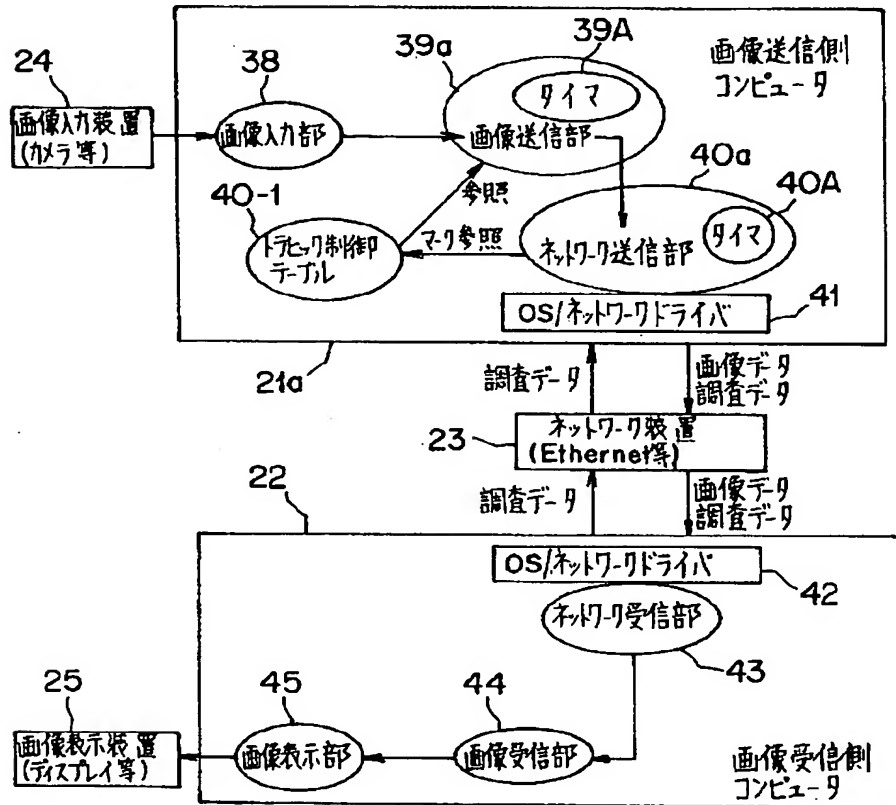 39A
39a
24
38
タイマ
画像送信側
コンピュータ
画像入力装置
(カメラ等)
画像入力部
画像送信部
40a
40A
40-1
参照
タイマ
トラヒック制御
テーブル
マーク参照
ネットワーク送信部
OS/ネットワークドライバ
41
21a
調査データ
画像データ
調査データ
23
ネットワーク装置
(Ethernet等)
22
調査データ
画像データ
調査データ
OS/ネットワークドライバ
42
ネットワーク受信部
43
25
45
44
画像表示装置
(ディスプレイ等)
画像表示部
画像受信部
画像受信側
コンピュータ